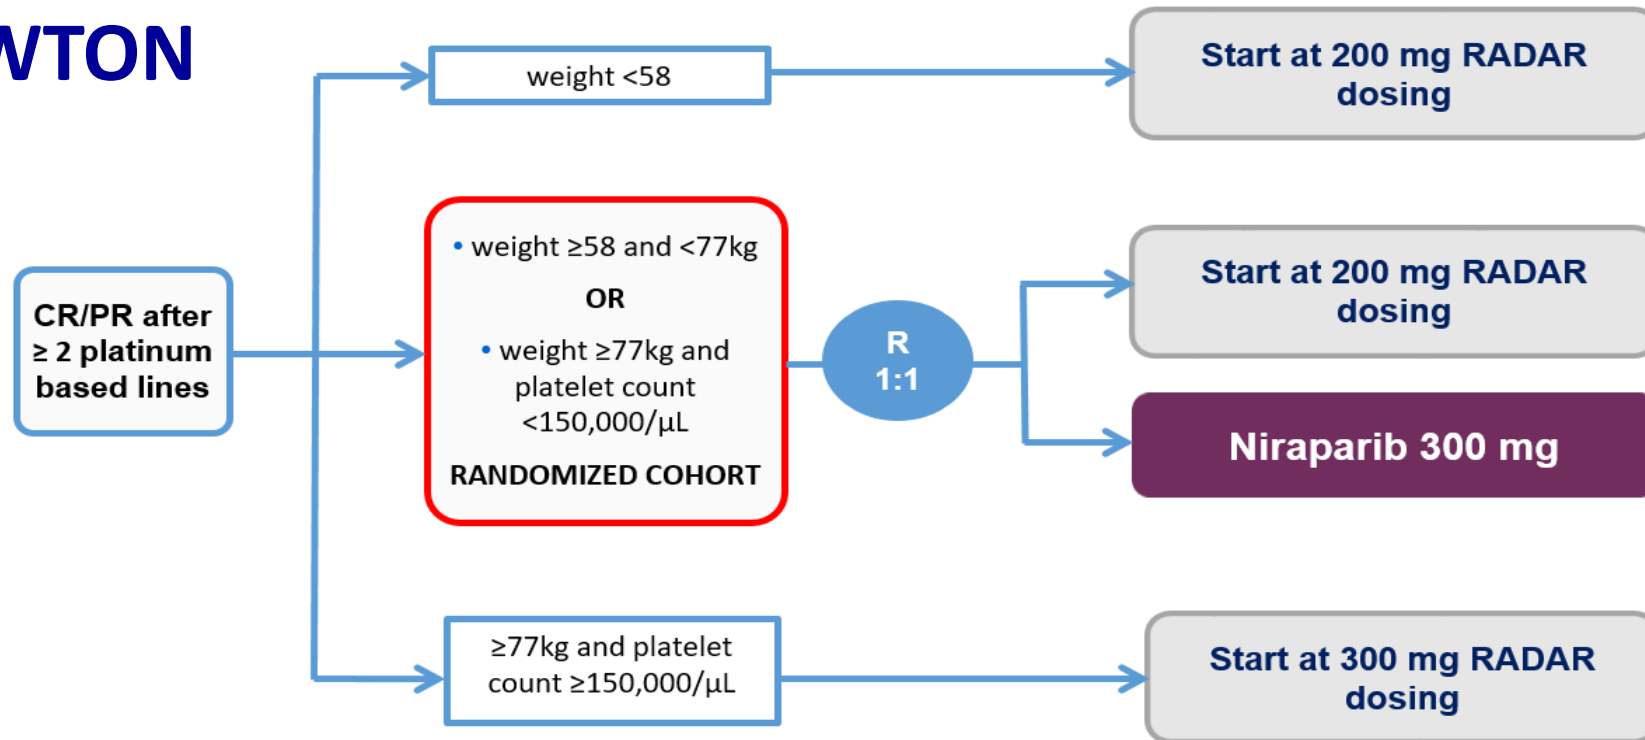 WTON
weight <58
Start at 200 mg RADAR
dosing
CR/PR after
≥ 2 platinum
based lines
• weight ≥58 and <77kg
OR
• weight ≥77kg and
platelet count
<150,000/µL
RANDOMIZED COHORT
R
1:1
Start at 200 mg RADAR
dosing
Niraparib 300 mg
≥77kg and platelet
count ≥150,000/µL
Start at 300 mg RADAR
dosing